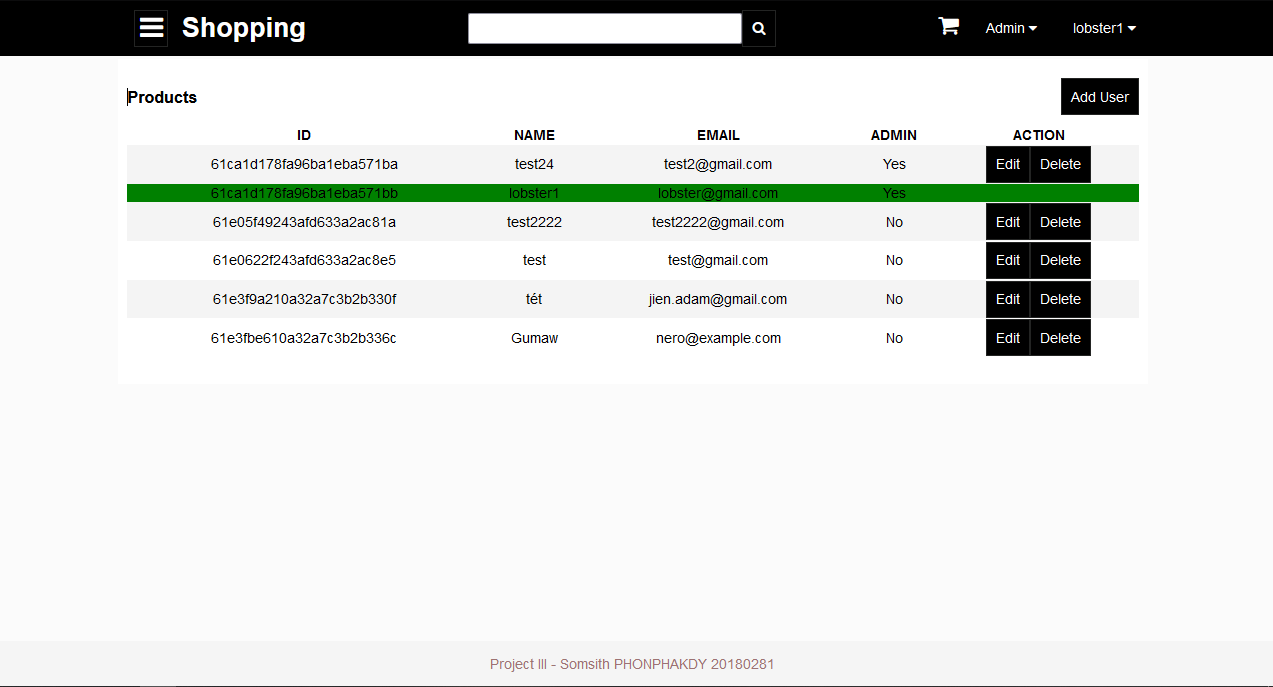 Shopping Admin lobster1
Products Add User
ID NAME EMAIL ADMIN ACTION
61ca1d178fa96ba1eba571ba test24 test2@gmail.com Yes Edit Delete
61ca1d178fa96ba1eba571bb lobster1 lobster@gmail.com Yes
61e05f49243afd633a2ac81a test2222 test2222@gmail.com No Edit Delete
61e0622f243afd633a2ac8e5 test test@gmail.com No Edit Delete
61e3f9a210a32a7c3b2b330f tét jien.adam@gmail.com No Edit Delete
61e3fbe610a32a7c3b2b336c Gumaw nero@example.com No Edit Delete
Project III - Somsith PHONPHAKDY 20180281